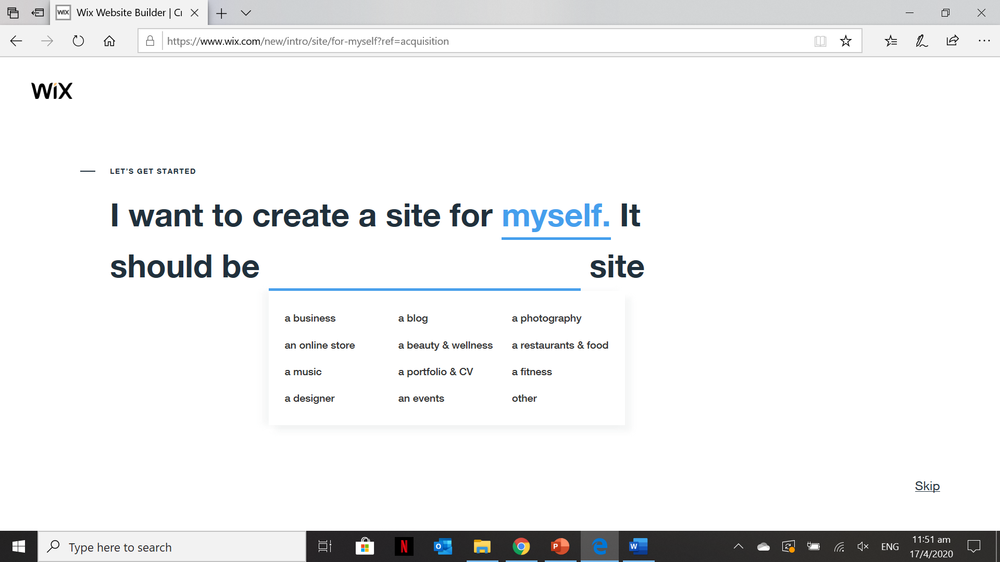 WIX Wix Website Builder | Cr
https://www.wix.com/new/intro/site/for-myself?ref=acquisition
WiX
LET'S GET STARTED
I want to create a site for myself. It
should be site
a business a blog a photography
an online store a beauty & wellness a restaurants & food
a music a portfolio & CV a fitness
a designer an events other
Skip
Type here to search
N
O
P
W
ENG
11:51 am
17/4/2020